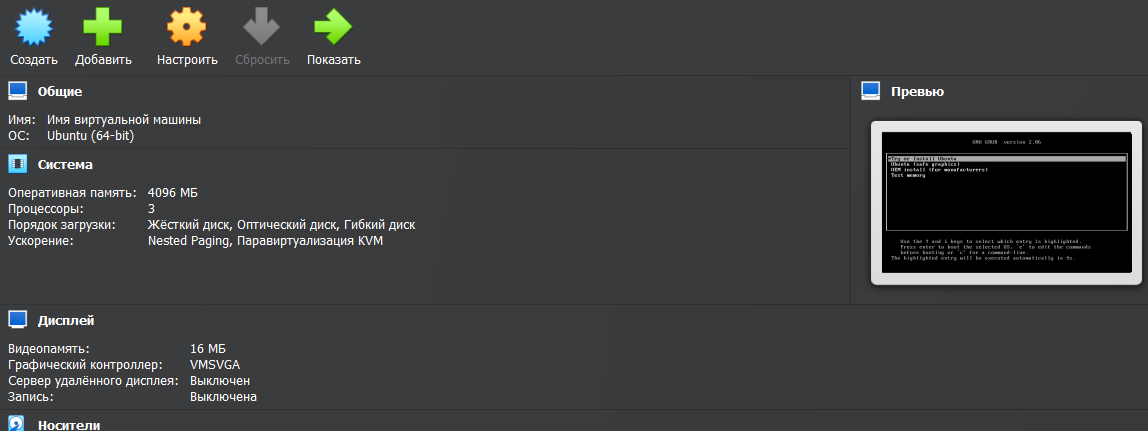 Создать Добавить Настроить Сбросить Показать
Общие
Имя: Имя виртуальной машины
ОС: Ubuntu (64-bit)
Система
Оперативная память: 4096 МБ
Процессоры: 3
Порядок загрузки: Жёсткий диск, Оптический диск, Гибкий диск
Ускорение: Nested Paging, Паравиртуализация KVM
Превью
GNU GRUB version 2.06
*Try or Install Ubuntu
Ubuntu (safe graphics)
OEM install (for manufacturers)
Test memory
Use the ↑ and ↓ keys to select which entry is highlighted.
Press enter to boot the selected OS, `e' to edit the commands
before booting or `c' for a command-line.
The highlighted entry will be executed automatically in
Дисплей
Видеопамять: 16 МБ
Графический контроллер: VMSVGA
Сервер удалённого дисплея: Выключен
Запись: Выключена
Носители